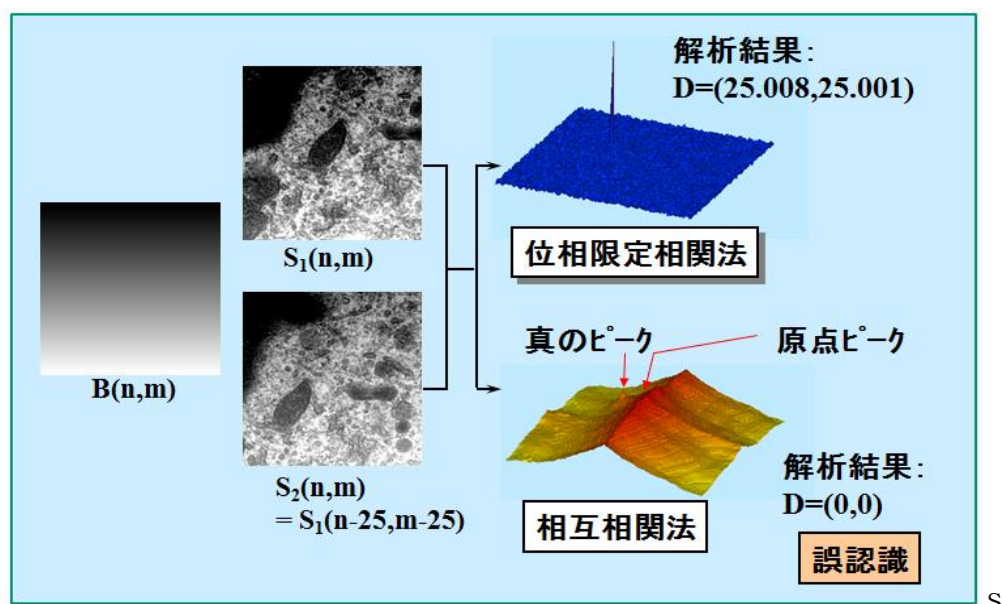 解析結果:
D=(25.008,25.001)
S₁(n,m)
位相限定相関法
B(n,m)
真のﾋﾟｰｸ
原点ﾋﾟｰｸ
S₂(n,m)
= S₁(n-25,m-25)
解析結果:
D=(0,0)
相互相関法
誤認識
S